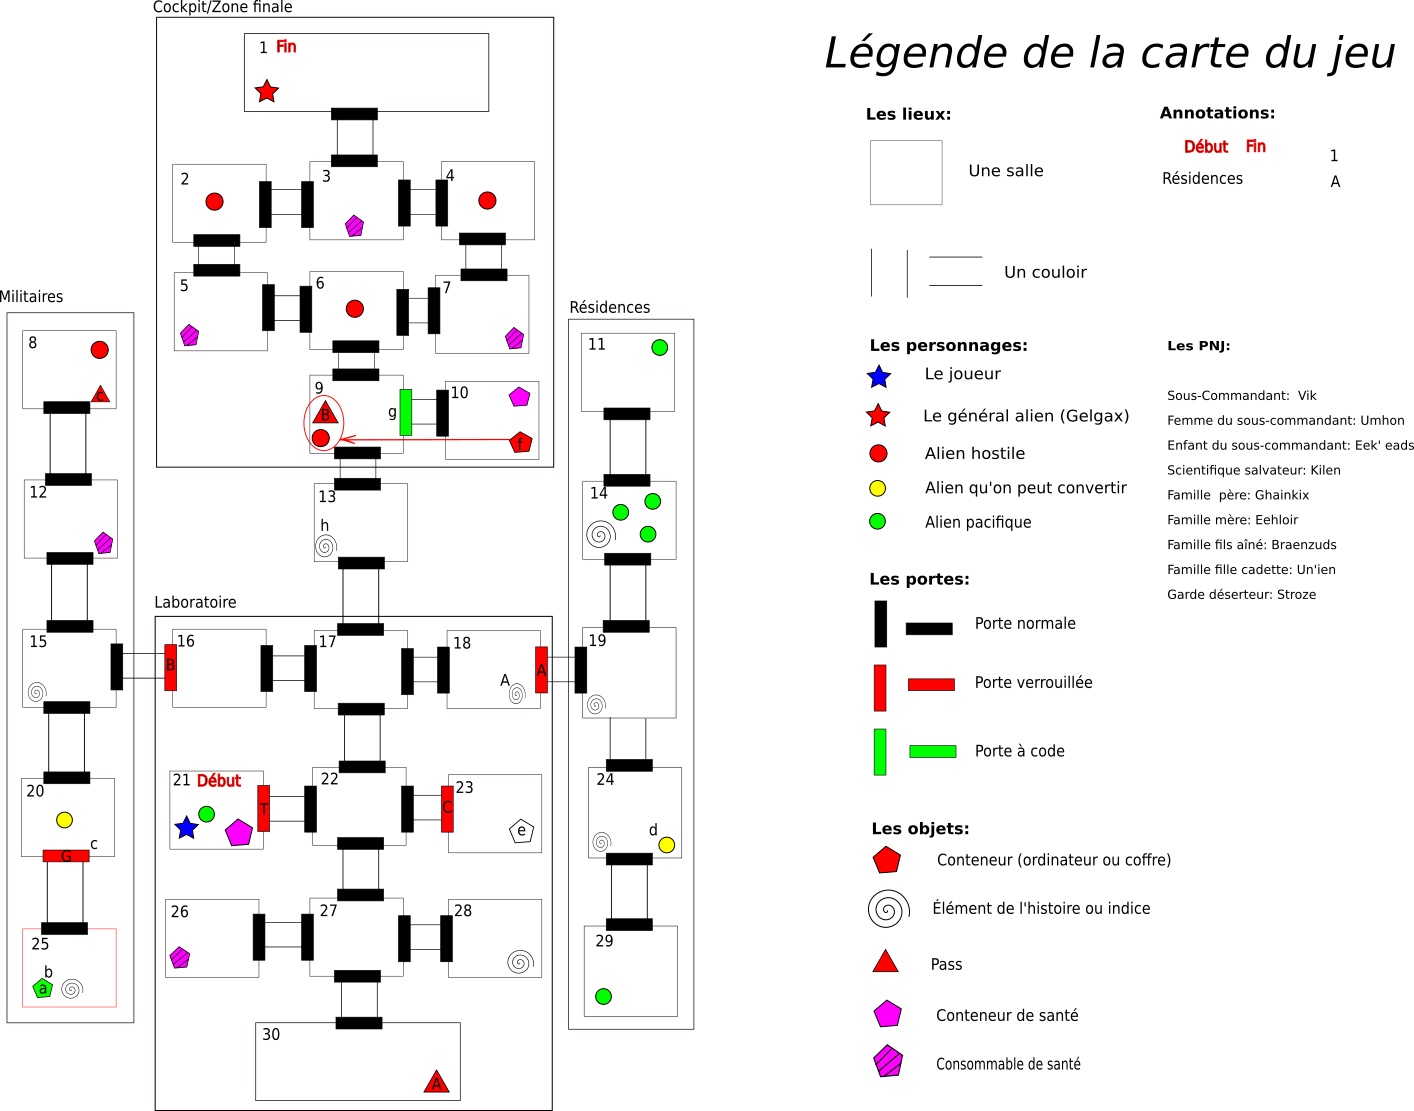 Cockpit/Zone finale
1 Fin
2
3
4
5
6
7
Militaires
8
c
9
B
g
10
f
Résidences
11
12
13
h
14
Laboratoire
15
16
B
17
18
A
A
19
20
c
G
21 Début
T
22
23
C
e
24
d
25
b
a
26
27
28
29
30
A
Légende de la carte du jeu
Les lieux:
Une salle
Un couloir
Annotations:
Début Fin
1
Résidences
A
Les personnages:
Le joueur
Le général alien (Gelgax)
Alien hostile
Alien qu'on peut convertir
Alien pacifique
Les PNJ:
Sous-Commandant: Vik
Femme du sous-commandant: Umhon
Enfant du sous-commandant: Eek' eads
Scientifique salvateur: Kilen
Famille père: Ghainkix
Famille mère: Eehloir
Famille fils aîné: Braenzuds
Famille fille cadette: Un'ien
Garde déserteur: Stroze
Les portes:
Porte normale
Porte verrouillée
Porte à code
Les objets:
Conteneur (ordinateur ou coffre)
Élément de l'histoire ou indice
Pass
Conteneur de santé
Consommable de santé